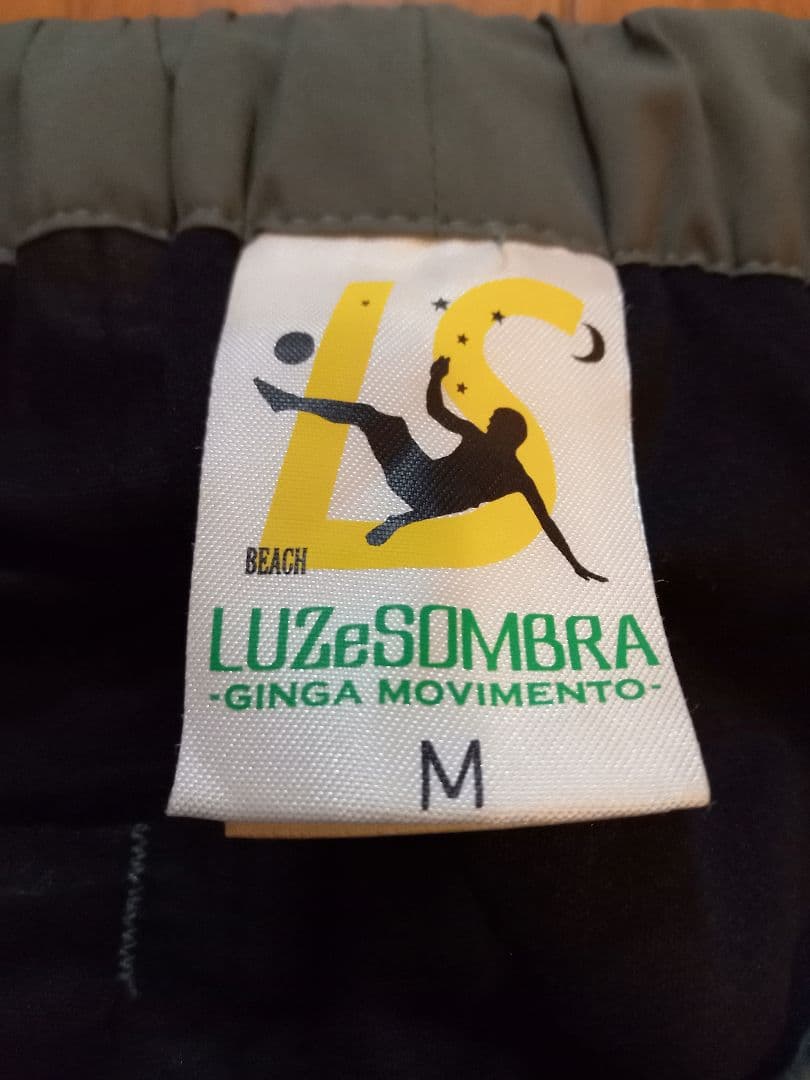 LS
BEACH
LUZeSOMBRA
-GINGA MOVIMENTO-
M